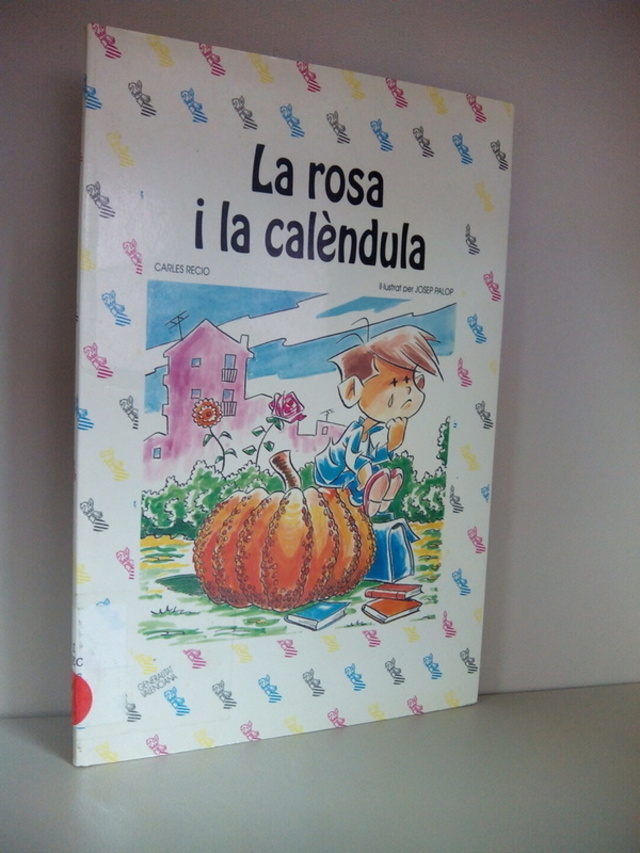 La rosa
i la calèndula
CARLES RECIO
Il·lustrat per JOSEP PALOP
GENERALITAT
VALENCIANA